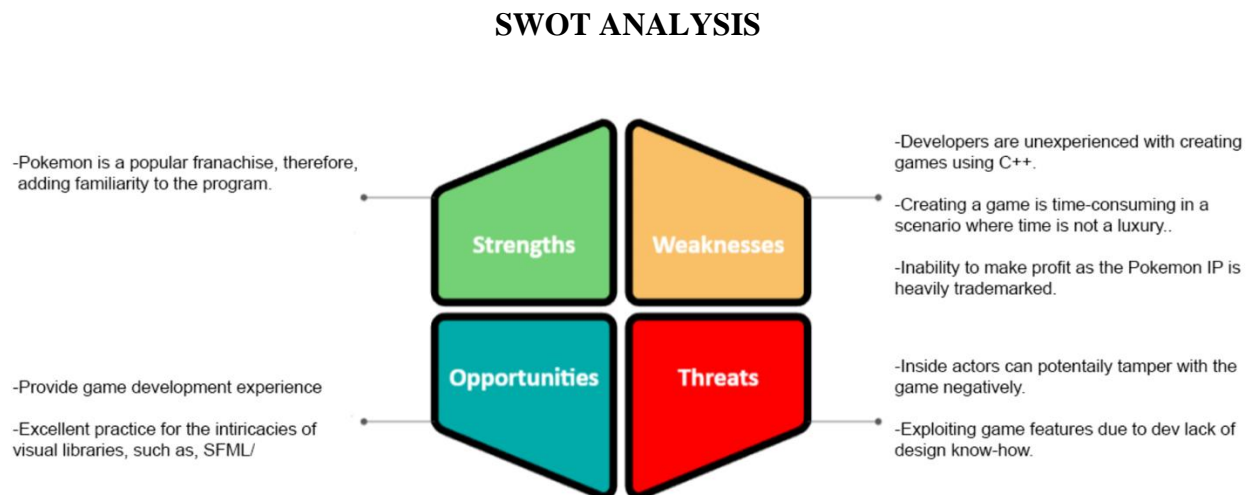 SWOT ANALYSIS
-Pokemon is a popular franachise, therefore,
adding familiarity to the program.
Strengths
Weaknesses
-Developers are unexperienced with creating
games using C++.
-Creating a game is time-consuming in a
scenario where time is not a luxury..
-Inability to make profit as the Pokemon IP is
heavily trademarked.
-Provide game development experience
-Excellent practice for the intiricacies of
visual libraries, such as, SFML/
Opportunities
Threats
-Inside actors can potentaily tamper with the
game negatively.
-Exploiting game features due to dev lack of
design know-how.